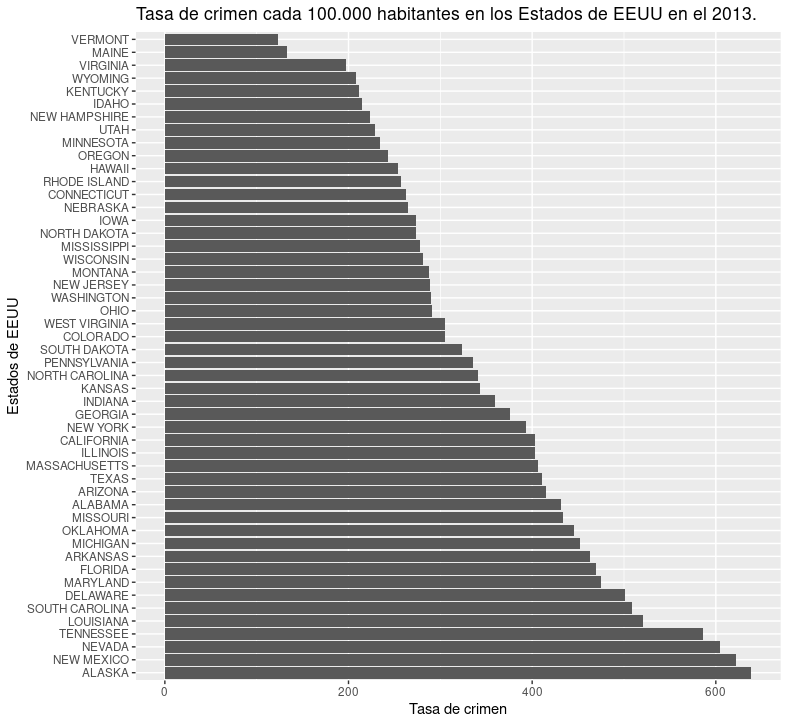 Tasa de crimen cada 100.000 habitantes en los Estados de EEUU en el 2013.
Estados de EEUU
VERMONT
MAINE
VIRGINIA
WYOMING
KENTUCKY
IDAHO
NEW HAMPSHIRE
UTAH
MINNESOTA
OREGON
HAWAII
RHODE ISLAND
CONNECTICUT
NEBRASKA
IOWA
NORTH DAKOTA
MISSISSIPPI
WISCONSIN
MONTANA
NEW JERSEY
WASHINGTON
OHIO
WEST VIRGINIA
COLORADO
SOUTH DAKOTA
PENNSYLVANIA
NORTH CAROLINA
KANSAS
INDIANA
GEORGIA
NEW YORK
CALIFORNIA
ILLINOIS
MASSACHUSETTS
TEXAS
ARIZONA
ALABAMA
MISSOURI
OKLAHOMA
MICHIGAN
ARKANSAS
FLORIDA
MARYLAND
DELAWARE
SOUTH CAROLINA
LOUISIANA
TENNESSEE
NEVADA
NEW MEXICO
ALASKA
0 200 400 600
Tasa de crimen